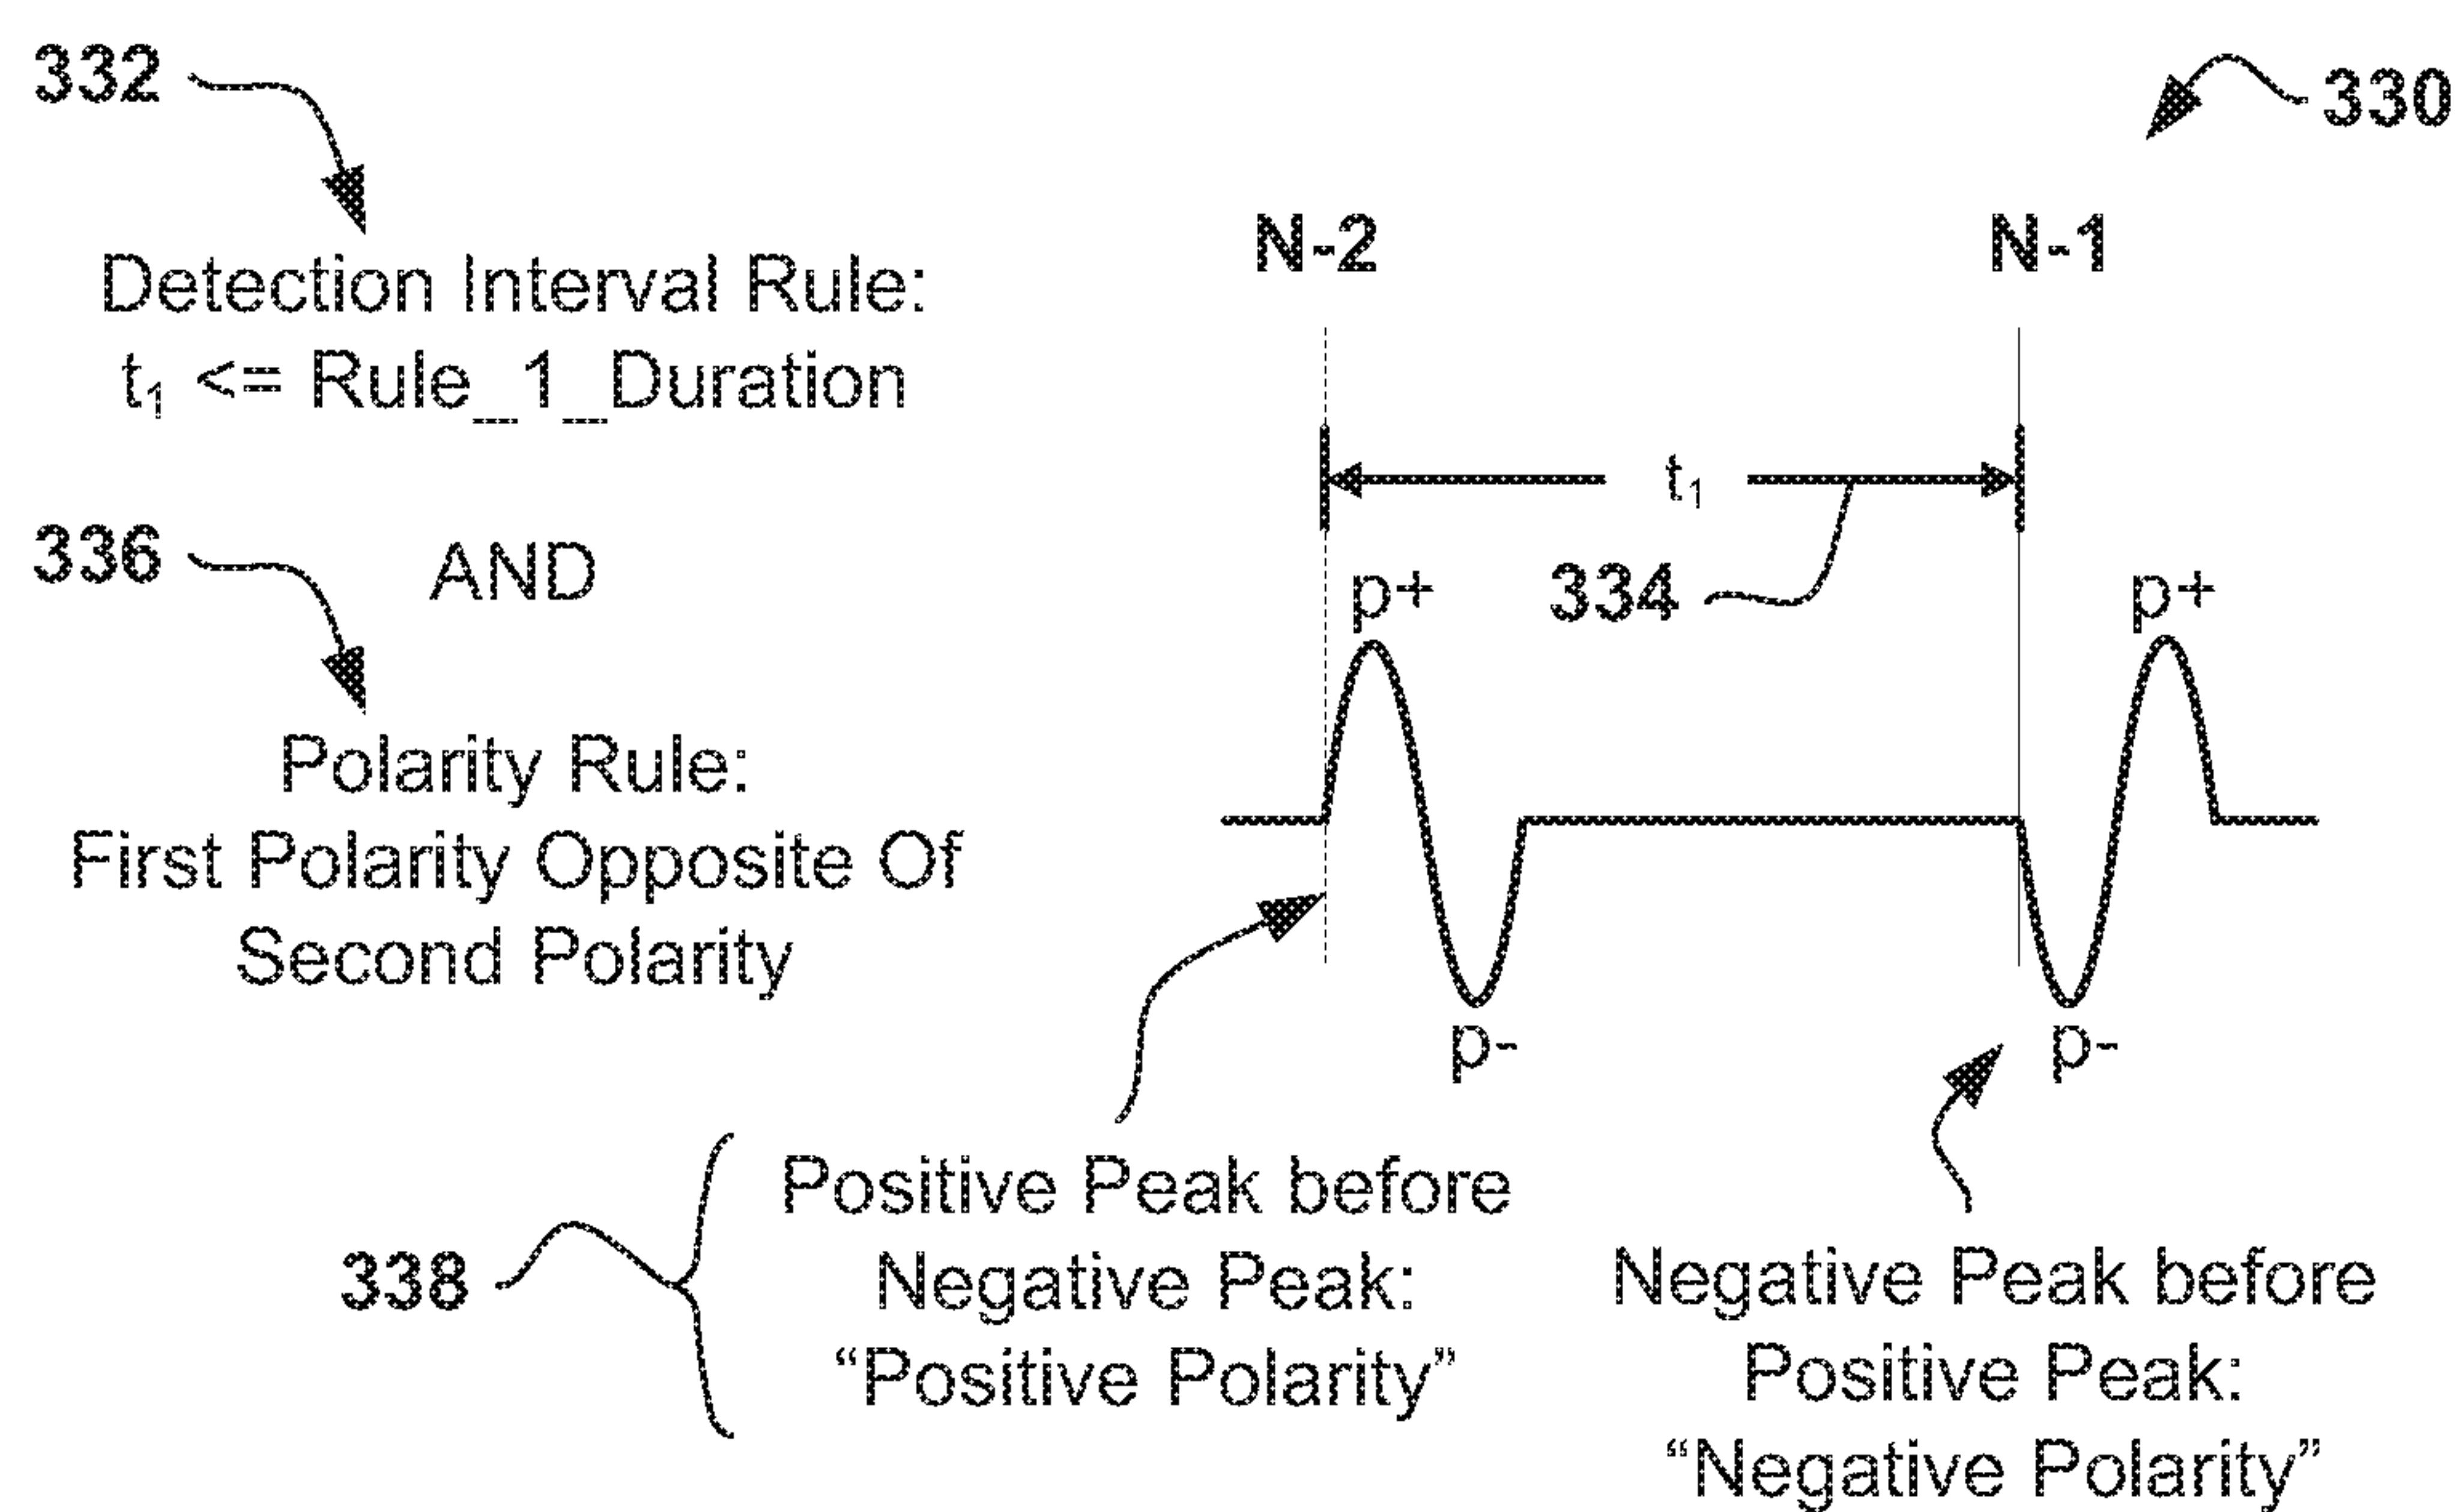 332
330
N-2
N-1
Detection Interval Rule:
t₁ <= Rule_1_Duration
t₁
336
AND
334
p+
p+
Polarity Rule:
First Polarity Opposite Of
Second Polarity
p-
p-
338
Positive Peak before
Negative Peak:
“Positive Polarity”
Negative Peak before
Positive Peak:
“Negative Polarity”